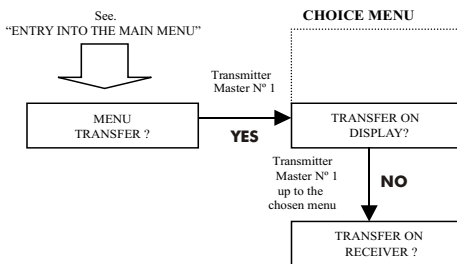 See.
“ENTRY INTO THE MAIN MENU”
CHOICE MENU
Transmitter
Master Nº 1
MENU
TRANSFER ?
YES
TRANSFER ON
DISPLAY?
Transmitter
Master Nº 1
up to the
chosen menu
NO
TRANSFER ON
RECEIVER ?